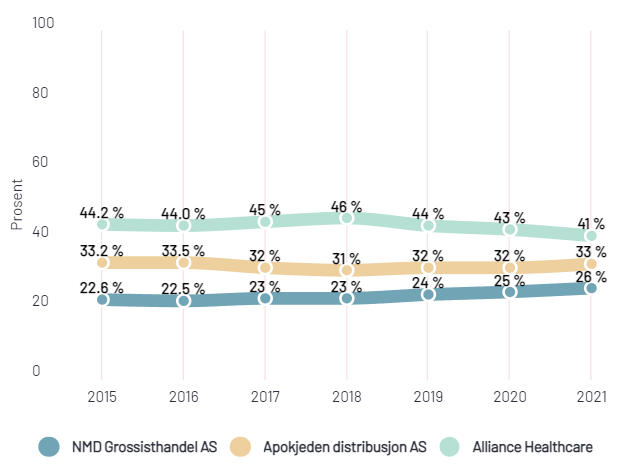 100
80
60
40
20
0
Prosent
44.2 % 44.0 % 45 % 46 % 44 % 43 % 41 %
33.2 % 33.5 % 32 % 31 % 32 % 32 % 33 %
22.6 % 22.5 % 23 % 23 % 24 % 25 % 26 %
2015 2016 2017 2018 2019 2020 2021
NMD Grossisthandel AS Apokjeden distribusjon AS Alliance Healthcare